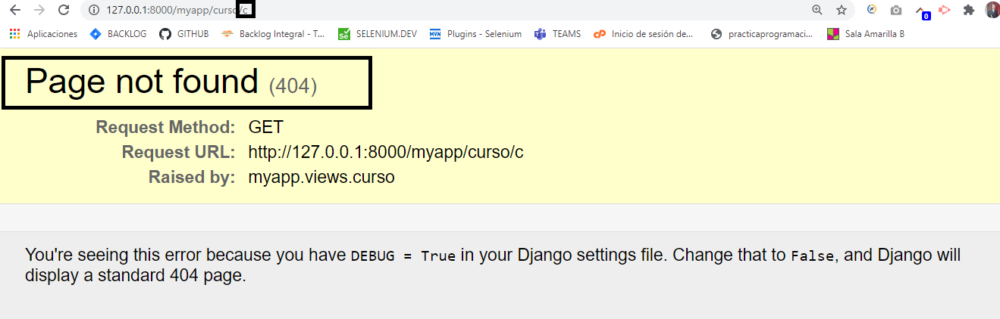 127.0.0.1:8000/myapp/curso/c
0
Aplicaciones BACKLOG GITHUB Backlog Integral - T... Se SELENIUM.DEV MVN Plugins - Selenium TEAMS cP Inicio de sesión de... practicaprogramaci... Sala Amarilla B
Page not found (404)
Request Method: GET
Request URL: http://127.0.0.1:8000/myapp/curso/c
Raised by: myapp.views.curso
You're seeing this error because you have DEBUG = True in your Django settings file. Change that to False, and Django will
display a standard 404 page.